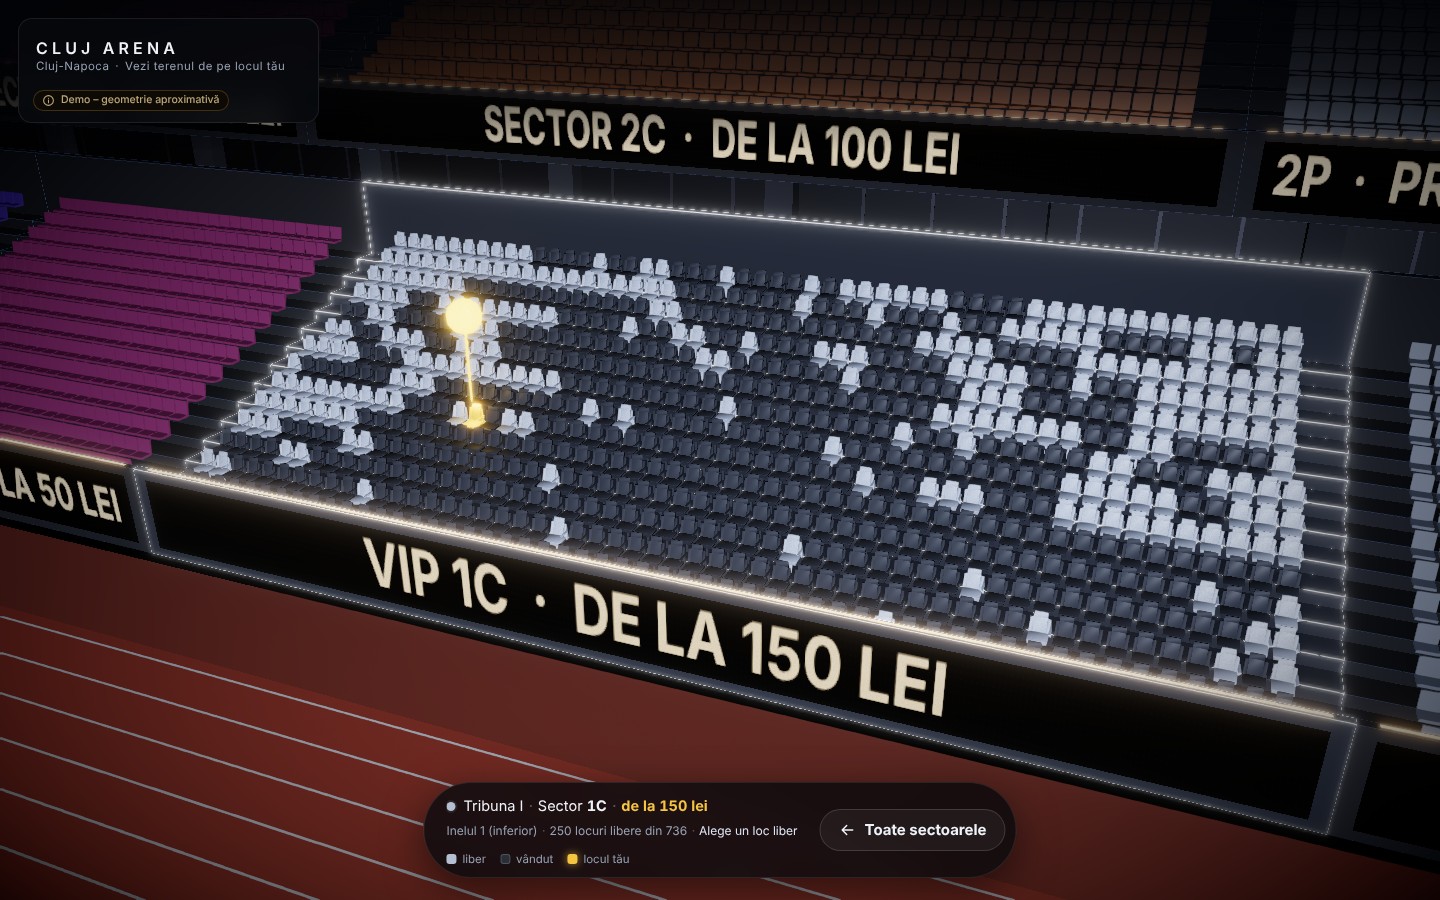 CLUJ ARENA
Cluj-Napoca · Vezi terenul de pe locul tău
Demo – geometrie aproximativă
SECTOR 2C · DE LA 100 LEI
2P · PR
LA 50 LEI
VIP 1C · DE LA 150 LEI
Tribuna I · Sector 1C · de la 150 lei
Inelul 1 (inferior) · 250 locuri libere din 736 · Alege un loc liber
liber vândut locul tău
← Toate sectoarele